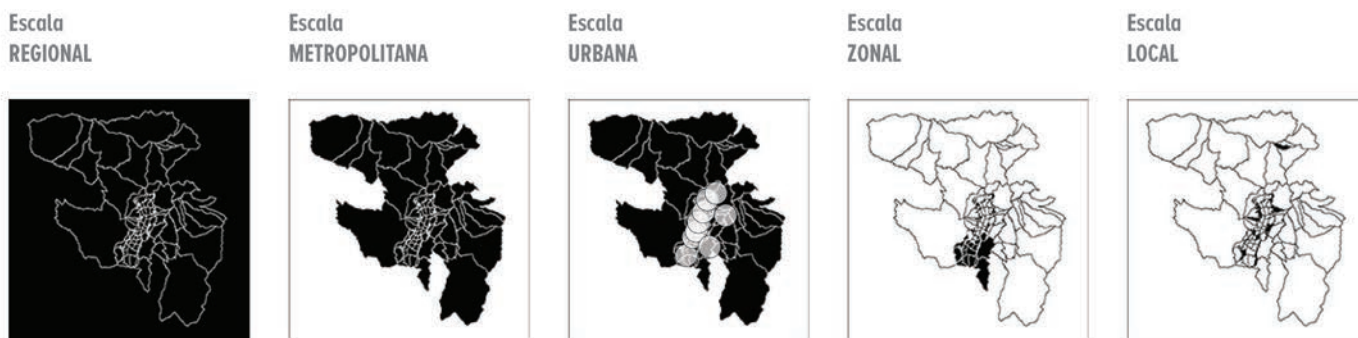 Escala
REGIONAL
Escala
METROPOLITANA
Escala
URBANA
Escala
ZONAL
Escala
LOCAL